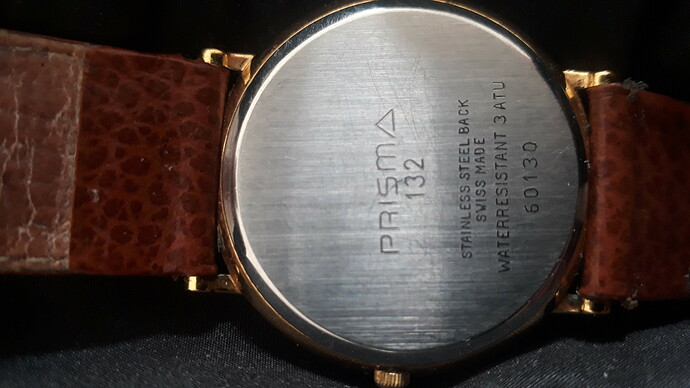 PRISMA
132
STAINLESS STEEL BACK
SWISS MADE
WATERRESISTANT 3 ATU
60130